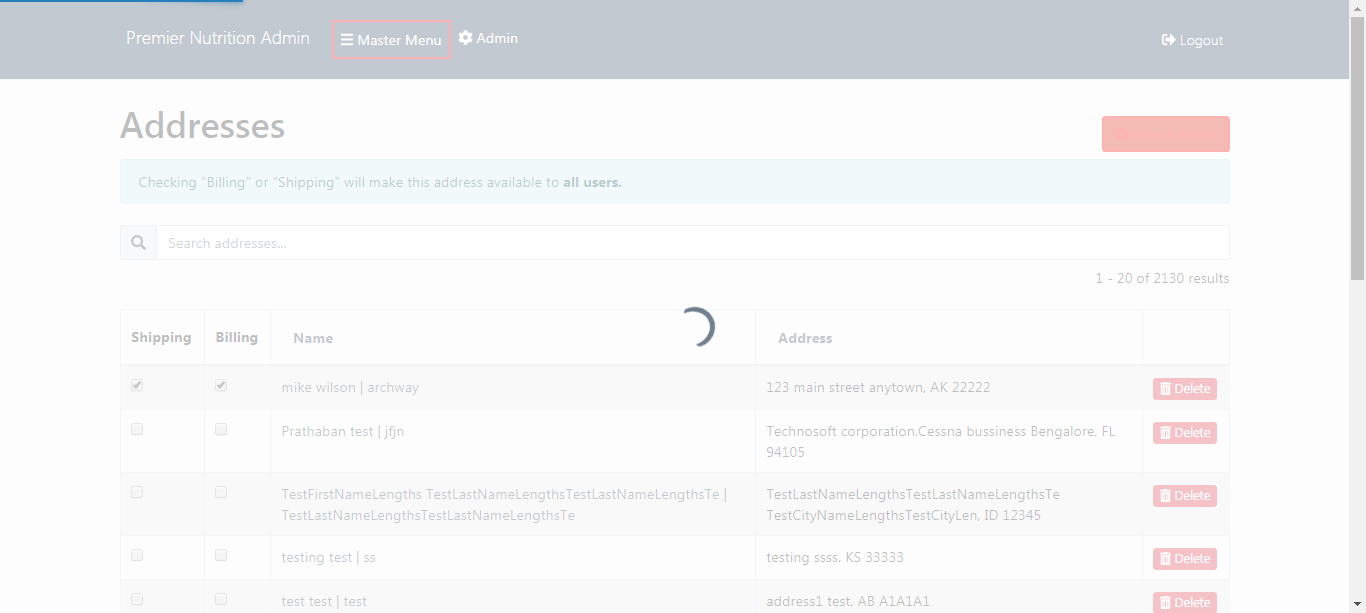 Premier Nutrition Admin
Master Menu
Admin
Logout
Addresses
Checking "Billing" or "Shipping" will make this address available to all users.
Search addresses...
1 - 20 of 2130 results
Shipping Billing Name Address
mike wilson | archway 123 main street anytown, AK 22222 Delete
Prathaban test | jfjn Technosoft corporation,Cessna bussiness Bengalore, FL
94105 Delete
TestFirstNameLengths TestLastNameLengthsTestLastNameLengthsTe |
TestLastNameLengthsTestLastNameLengthsTe
TestLastNameLengthsTestLastNameLengthsTe
TestCityNameLengthsTestCityLen, ID 12345 Delete
testing test | ss testing ssss, KS 33333 Delete
test test | test address1 test, AB A1A1A1 Delete